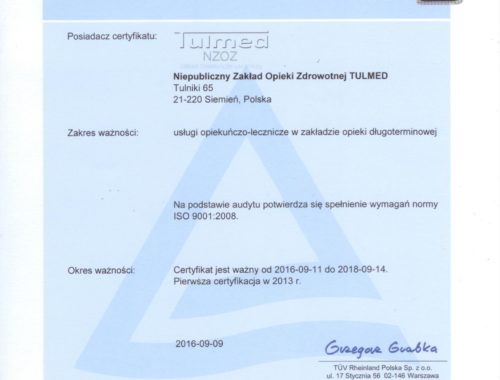 Posiadacz certyfikatu:
Tulmed
NZOZ
Niepubliczny Zakład Opieki Zdrowotnej TULMED
Tulniki 65
21-220 Siemień, Polska
Zakres ważności:
usługi opiekuńczo-lecznicze w zakładzie opieki długoterminowej
Na podstawie audytu potwierdza się spełnienie wymagań normy
ISO 9001:2008.
Okres ważności:
Certyfikat jest ważny od 2016-09-11 do 2018-09-14.
Pierwsza certyfikacja w 2013 r.
2016-09-09
Grzegorz Grabka
TÜV Rheinland Polska Sp. z o.o.
ul. 17 Stycznia 56 02-146 Warszawa